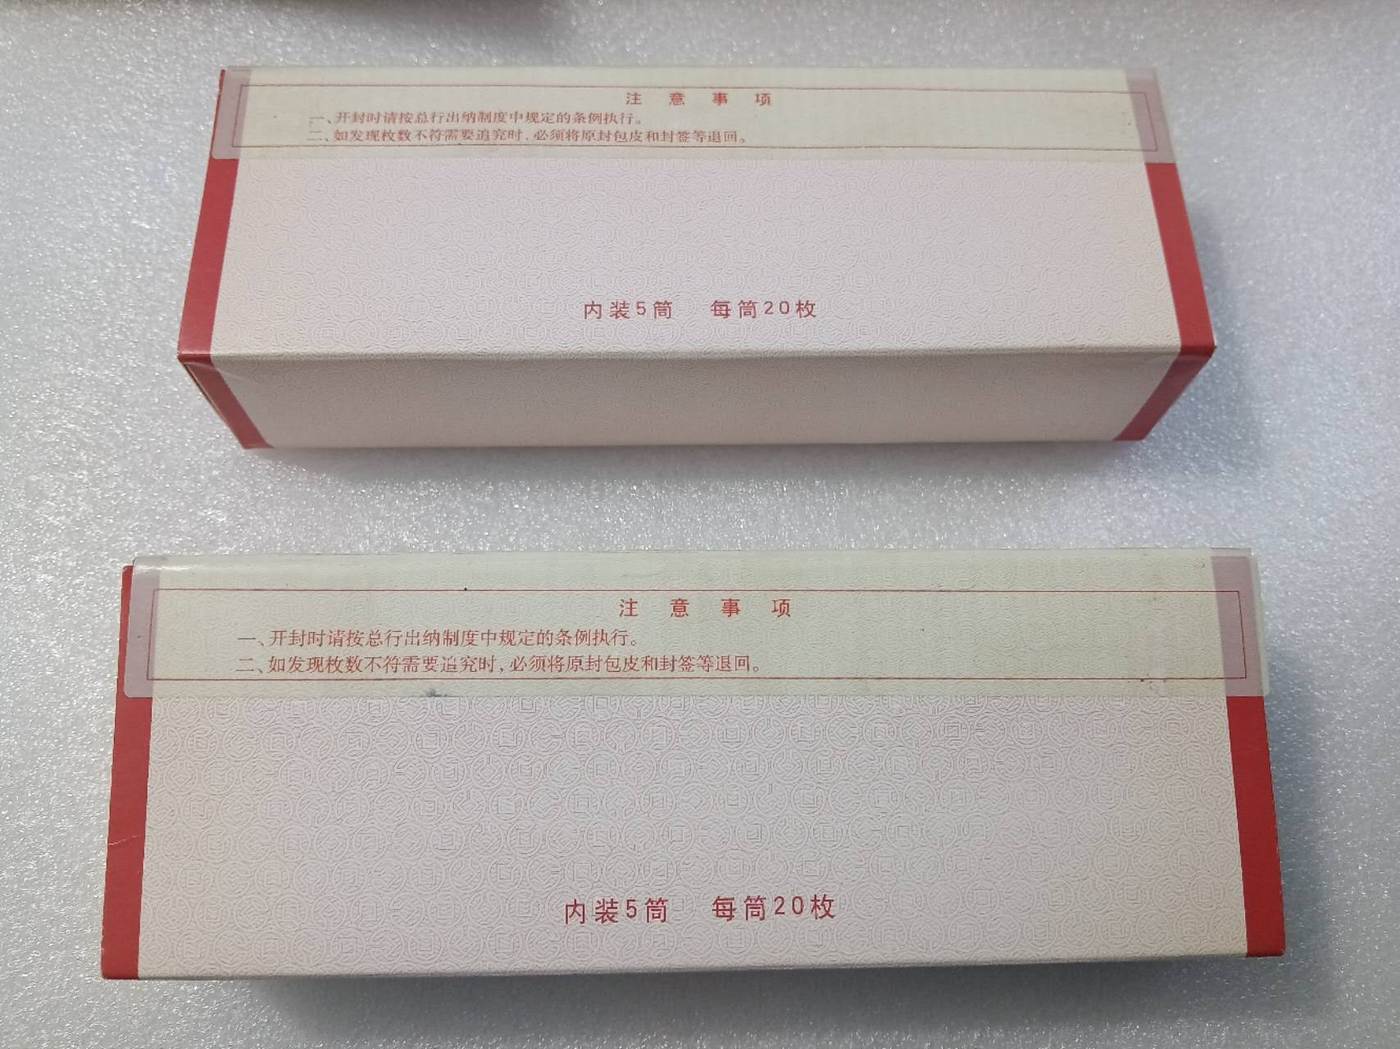 注意事项
一、开封时请按总行出纳制度中规定的条例执行。
二、如发现枚数不符需要追究时，必须将原封包皮和封签等退回。
内装5筒 每筒20枚
注意事项
一、开封时请按总行出纳制度中规定的条例执行。
二、如发现枚数不符需要追究时，必须将原封包皮和封签等退回。
内装5筒 每筒20枚